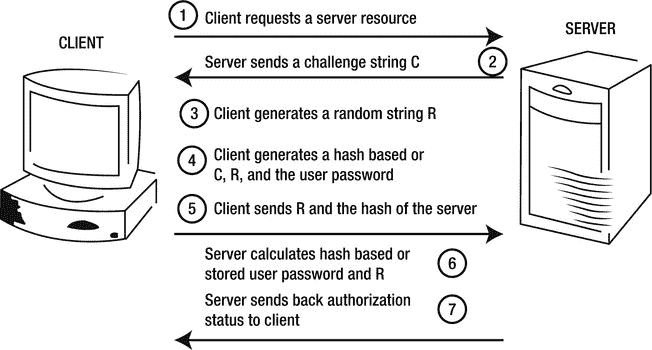 CLIENT
SERVER
1 Client requests a server resource
Server sends a challenge string C 2
3 Client generates a random string R
4 Client generates a hash based or
C, R, and the user password
5 Client sends R and the hash of the server
Server calculates hash based or
stored user password and R 6
Server sends back authorization
status to client 7